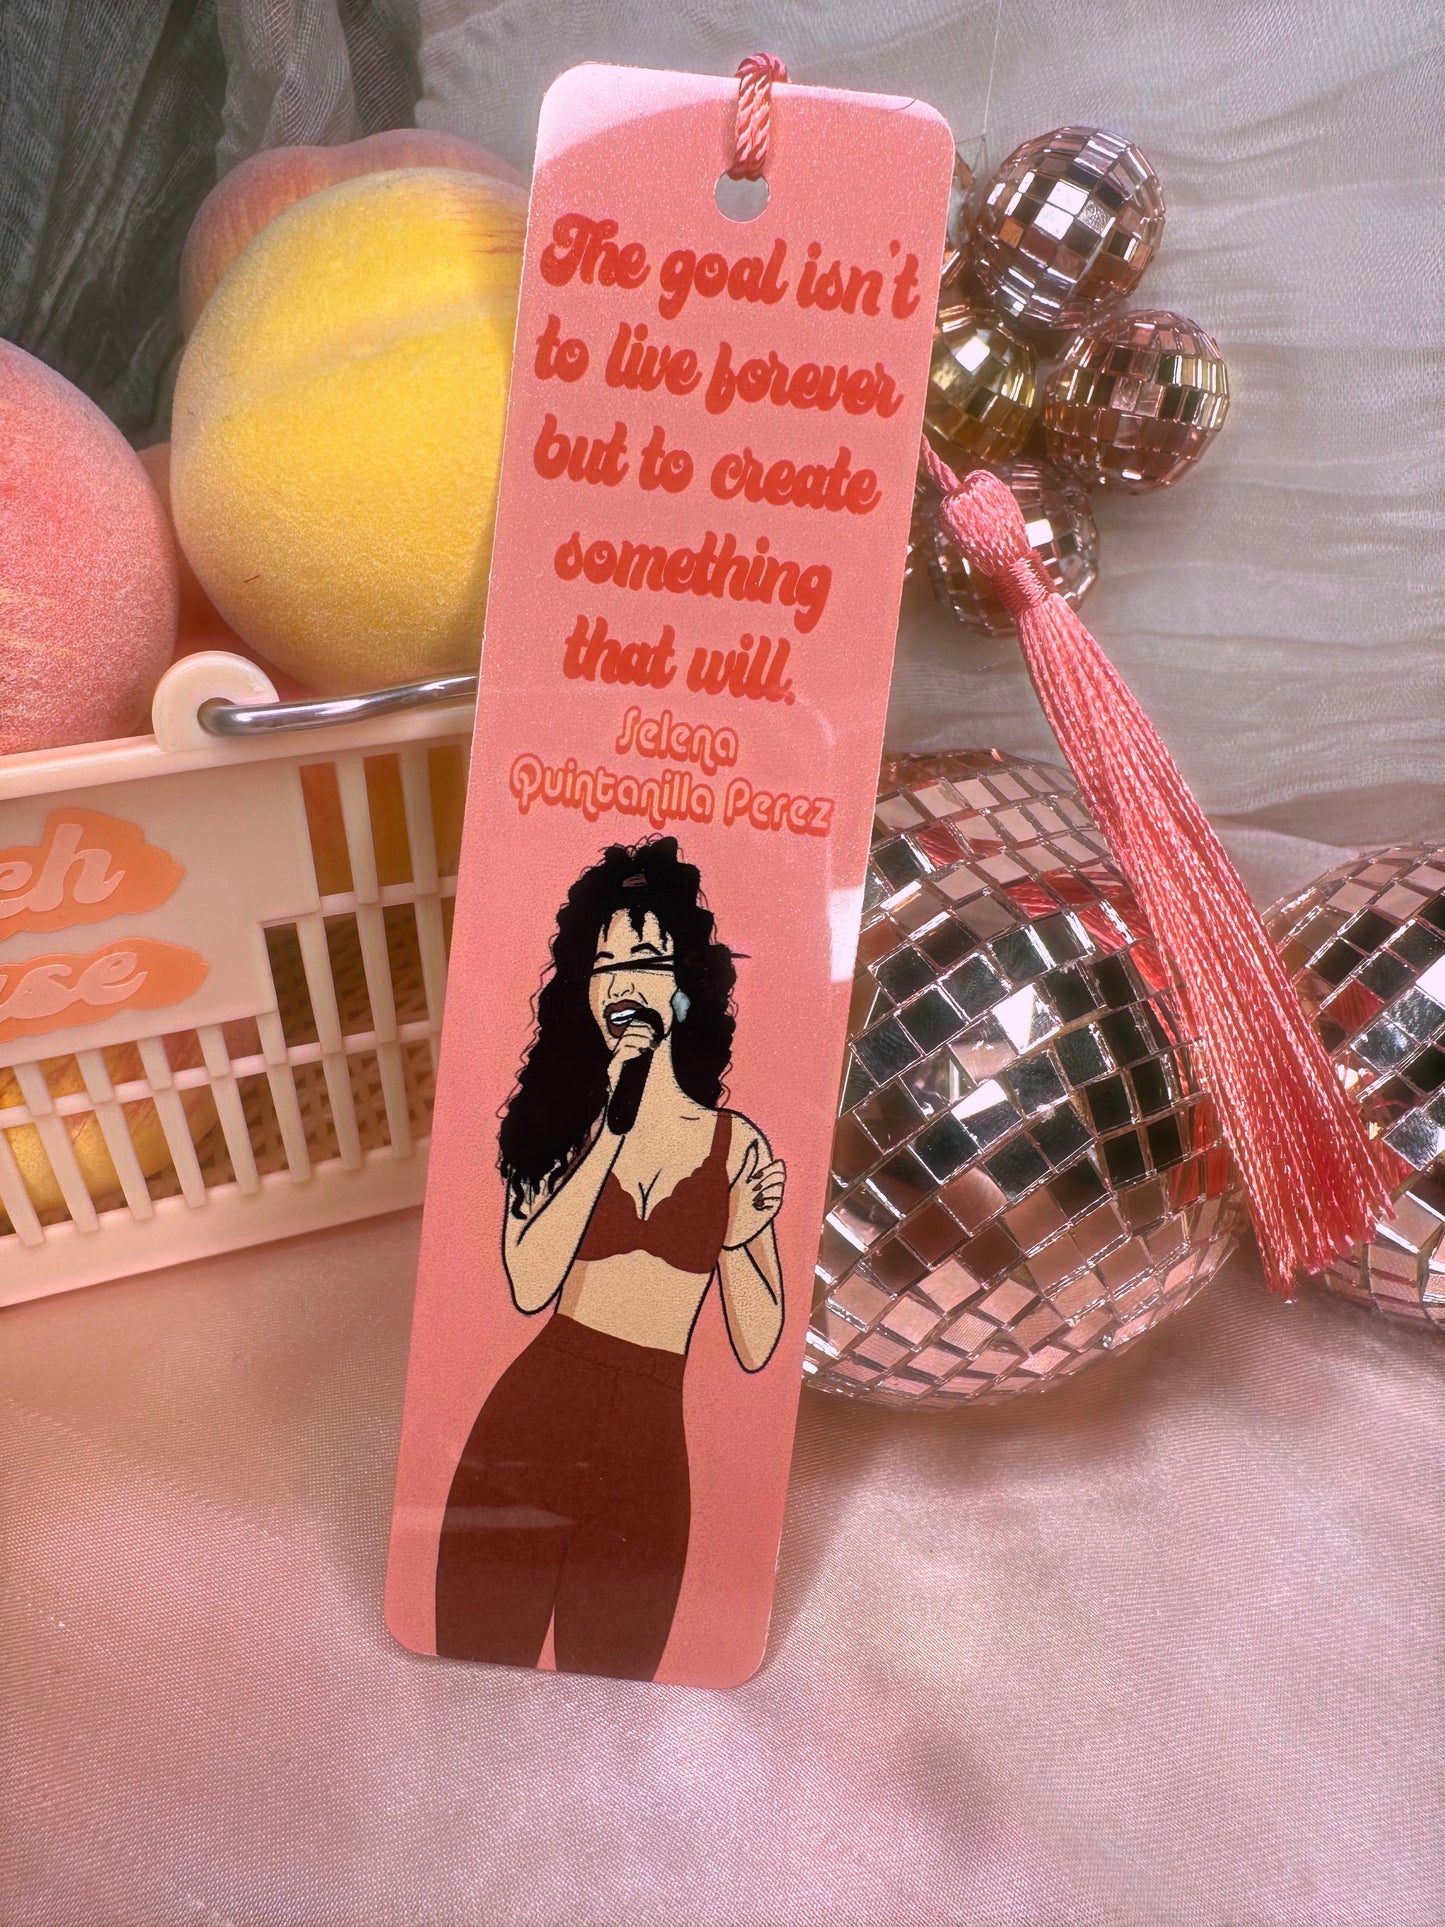 The goal isn't
to live forever
but to create
something
that will.
Selena
Quintanilla Perez